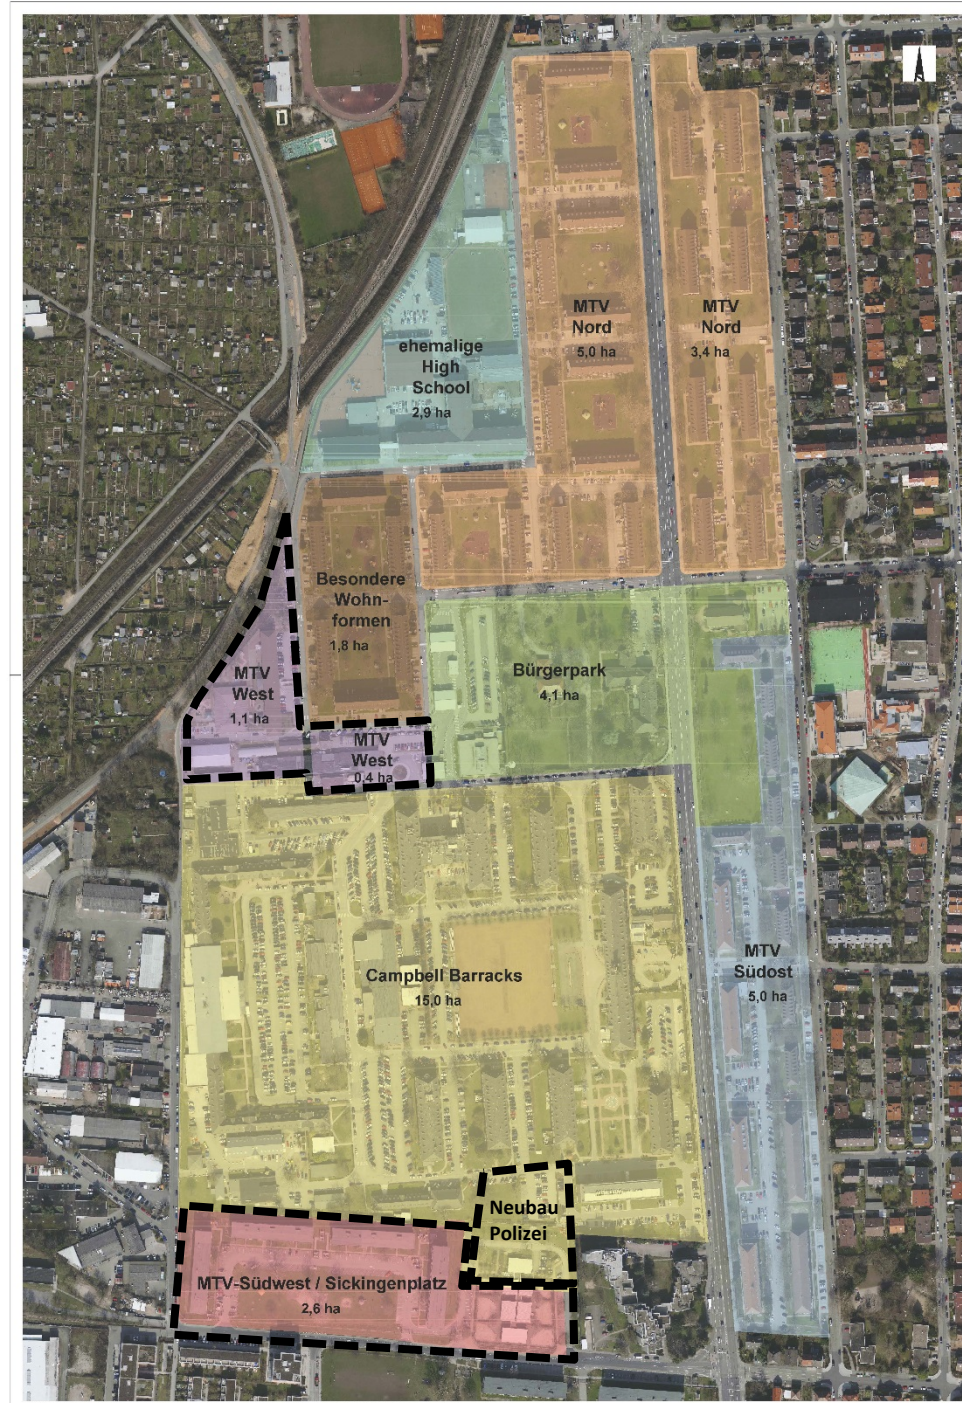 MTV
Nord
5,0 ha
MTV
Nord
3,4 ha
ehemalige
High
School
2,9 ha
Besondere
Wohn-
formen
1,8 ha
MTV
West
1,1 ha
Bürgerpark
4,1 ha
MTV
West
0,4 ha
Campbell Barracks
15,0 ha
MTV
Südost
5,0 ha
Neubau
Polizei
MTV-Südwest / Sickingenplatz
2,6 ha